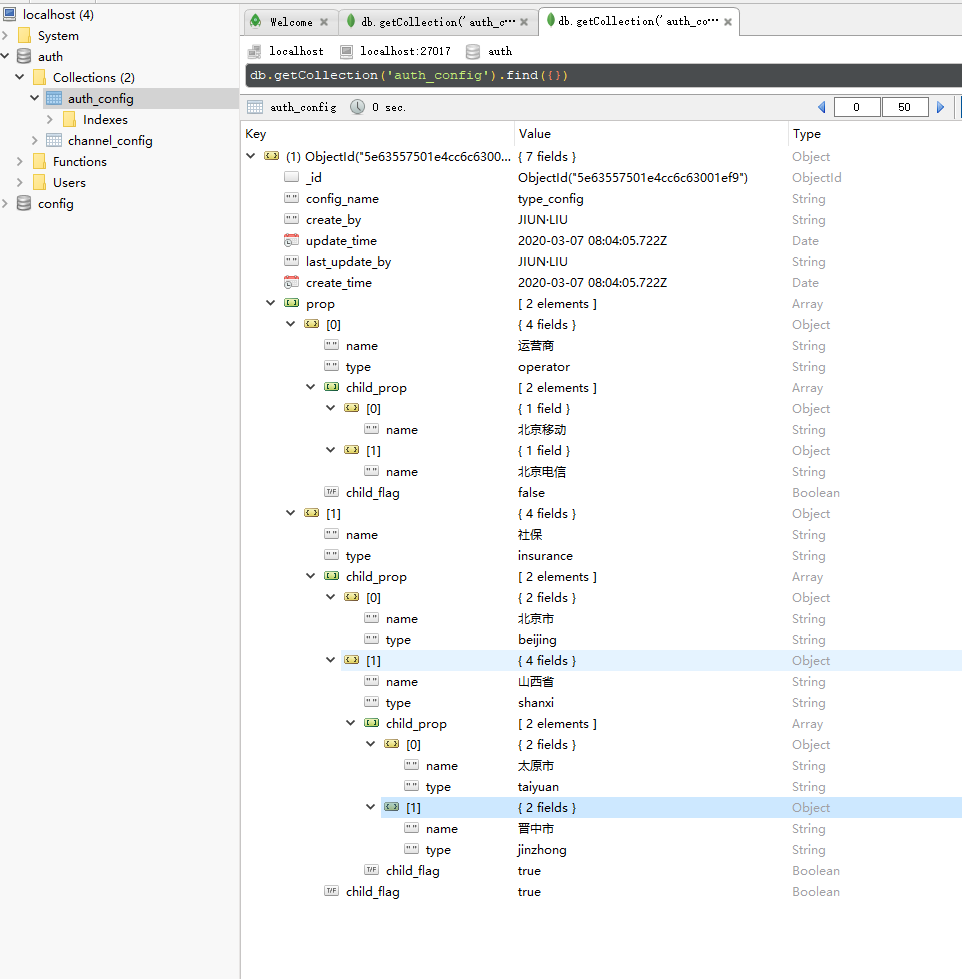 localhost (4)
System
auth
Collections (2)
auth_config
Indexes
channel_config
Functions
Users
config
Welcome
db.getCollection('auth_c…
db.getCollection('auth_co…
localhost localhost:27017 auth
db.getCollection('auth_config').find({})
auth_config 0 sec. 0 50
Key Value Type
(1) ObjectId("5e63557501e4cc6c6300... { 7 fields } Object
_id ObjectId("5e63557501e4cc6c63001ef9") ObjectId
config_name type_config String
create_by JIUN·LIU String
update_time 2020-03-07 08:04:05.722Z Date
last_update_by JIUN·LIU String
create_time 2020-03-07 08:04:05.722Z Date
prop [ 2 elements ] Array
[0] { 4 fields } Object
name 运营商 String
type operator String
child_prop [ 2 elements ] Array
[0] { 1 field } Object
name 北京移动 String
[1] { 1 field } Object
name 北京电信 String
child_flag false Boolean
[1] { 4 fields } Object
name 社保 String
type insurance String
child_prop [ 2 elements ] Array
[0] { 2 fields } Object
name 北京市 String
type beijing String
[1] { 4 fields } Object
name 山西省 String
type shanxi String
child_prop [ 2 elements ] Array
[0] { 2 fields } Object
name 太原市 String
type taiyuan String
[1] { 2 fields } Object
name 晋中市 String
type jinzhong String
child_flag true Boolean
child_flag true Boolean